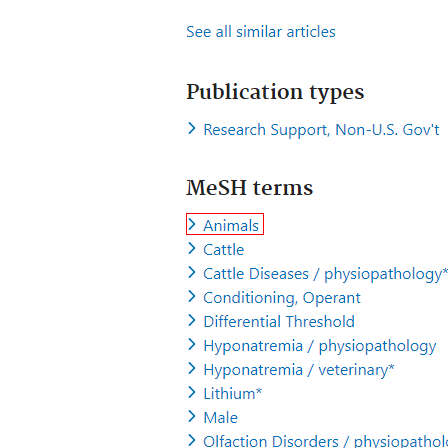 See all similar articles
Publication types
Research Support, Non-U.S. Gov't
MeSH terms
Animals
Cattle
Cattle Diseases / physiopathology*
Conditioning, Operant
Differential Threshold
Hyponatremia / physiopathology
Hyponatremia / veterinary*
Lithium*
Male
Olfaction Disorders / physiopathol